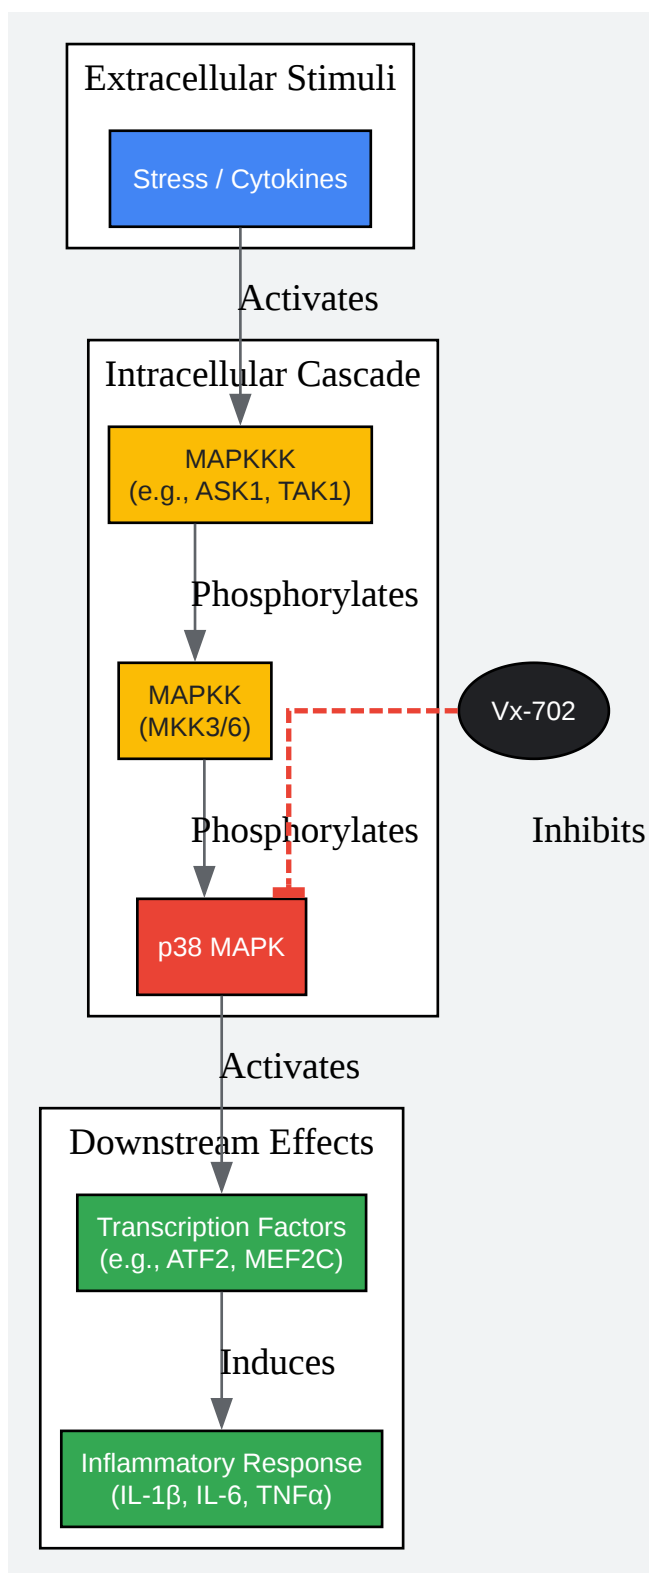 Extracellular Stimuli
Stress / Cytokines
Activates
Intracellular Cascade
MAPKKK
(e.g., ASK1, TAK1)
Phosphorylates
MAPKK
(MKK3/6)
Vx-702
Phosphorylates
Inhibits
p38 MAPK
Activates
Downstream Effects
Transcription Factors
(e.g., ATF2, MEF2C)
Induces
Inflammatory Response
(IL-1β, IL-6, TNFα)